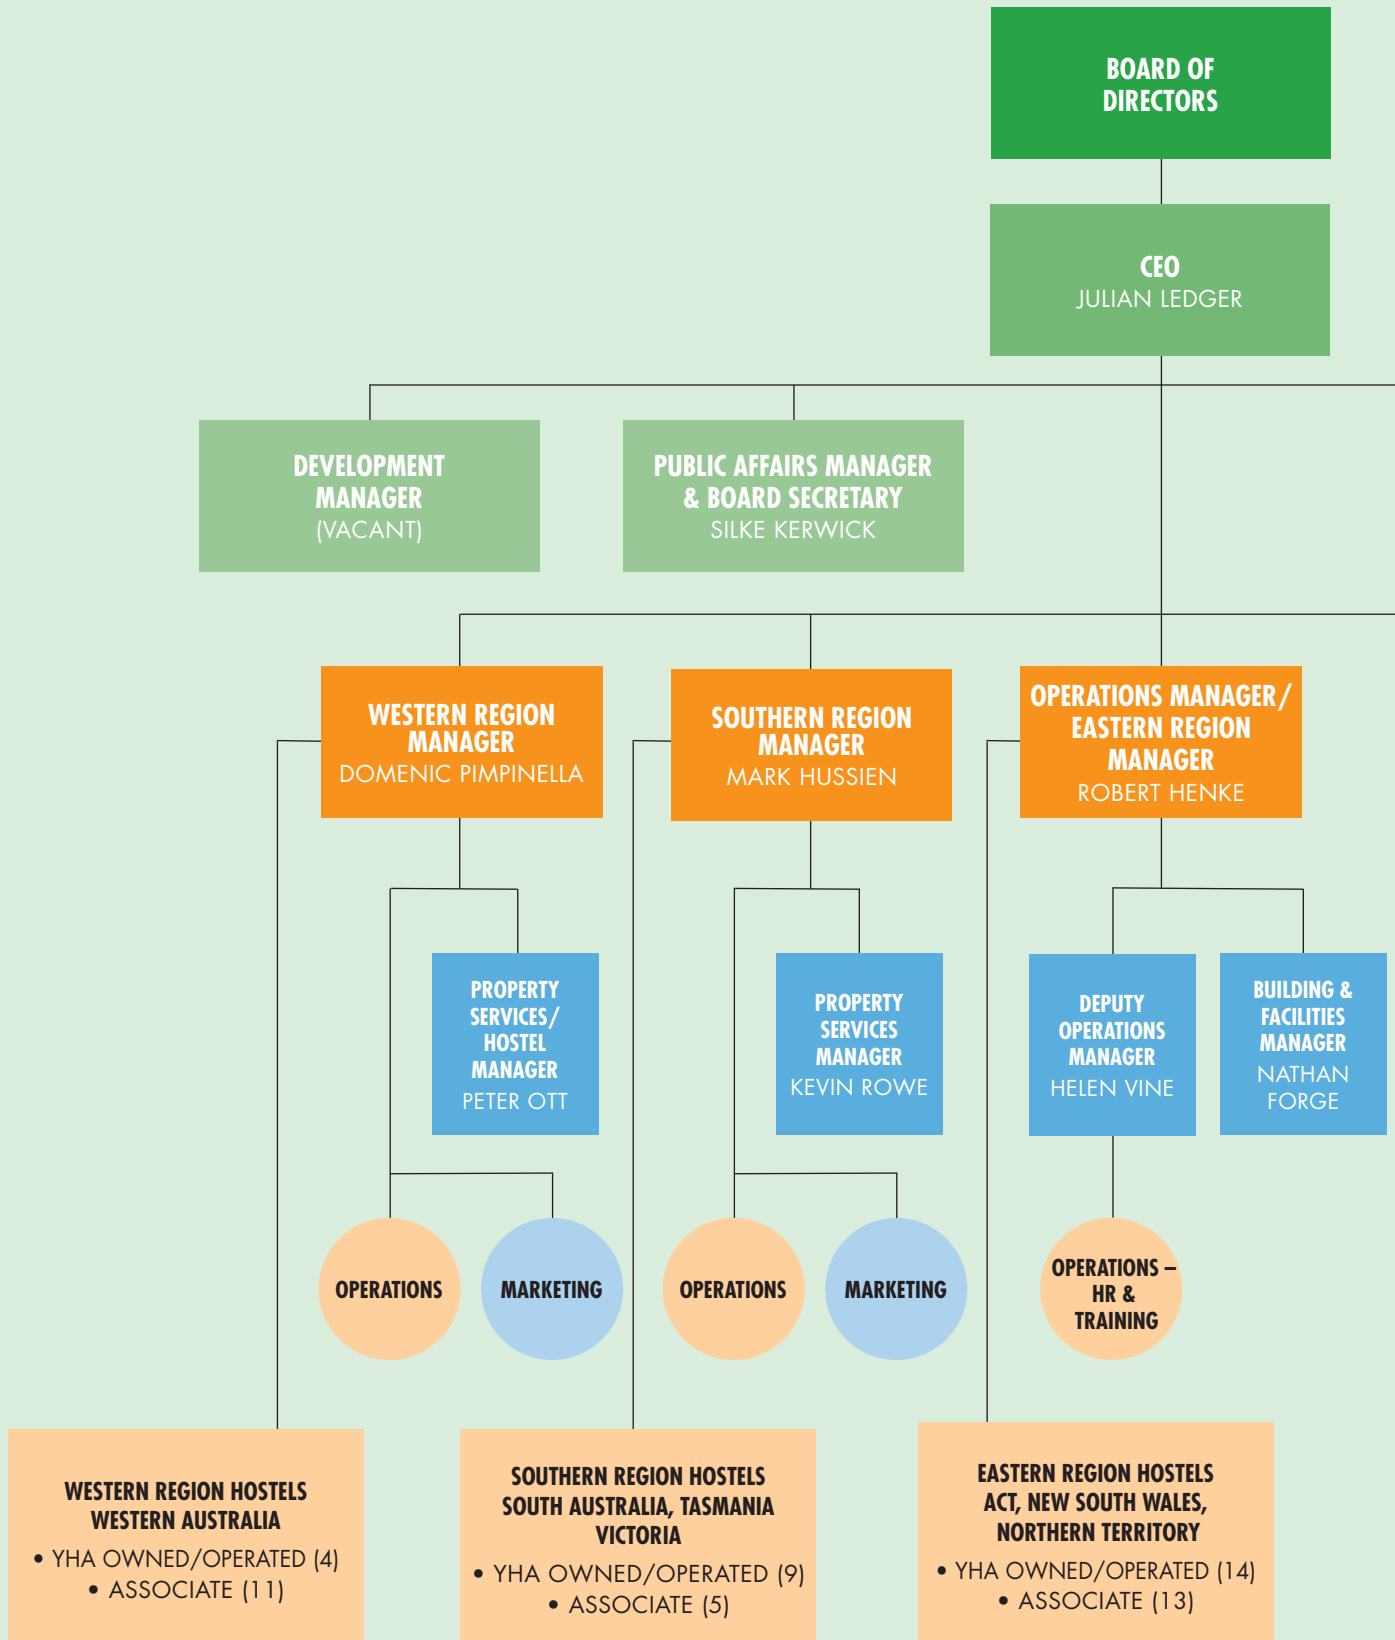 BOARD OF
DIRECTORS
CEO
JULIAN LEDGER
DEVELOPMENT
MANAGER
(VACANT)
PUBLIC AFFAIRS MANAGER
& BOARD SECRETARY
SILKE KERWICK
WESTERN REGION
MANAGER
DOMENIC PIMPINELLA
SOUTHERN REGION
MANAGER
MARK HUSSIEN
OPERATIONS MANAGER/
EASTERN REGION
MANAGER
ROBERT HENKE
PROPERTY
SERVICES/
HOSTEL
MANAGER
PETER OTT
PROPERTY
SERVICES
MANAGER
KEVIN ROWE
DEPUTY
OPERATIONS
MANAGER
HELEN VINE
BUILDING &
FACILITIES
MANAGER
NATHAN
FORGE
OPERATIONS
MARKETING
OPERATIONS
MARKETING
OPERATIONS –
HR &
TRAINING
WESTERN REGION HOSTELS
WESTERN AUSTRALIA
• YHA OWNED/OPERATED (4)
• ASSOCIATE (11)
SOUTHERN REGION HOSTELS
SOUTH AUSTRALIA, TASMANIA
VICTORIA
• YHA OWNED/OPERATED (9)
• ASSOCIATE (5)
EASTERN REGION HOSTELS
ACT, NEW SOUTH WALES,
NORTHERN TERRITORY
• YHA OWNED/OPERATED (14)
• ASSOCIATE (13)